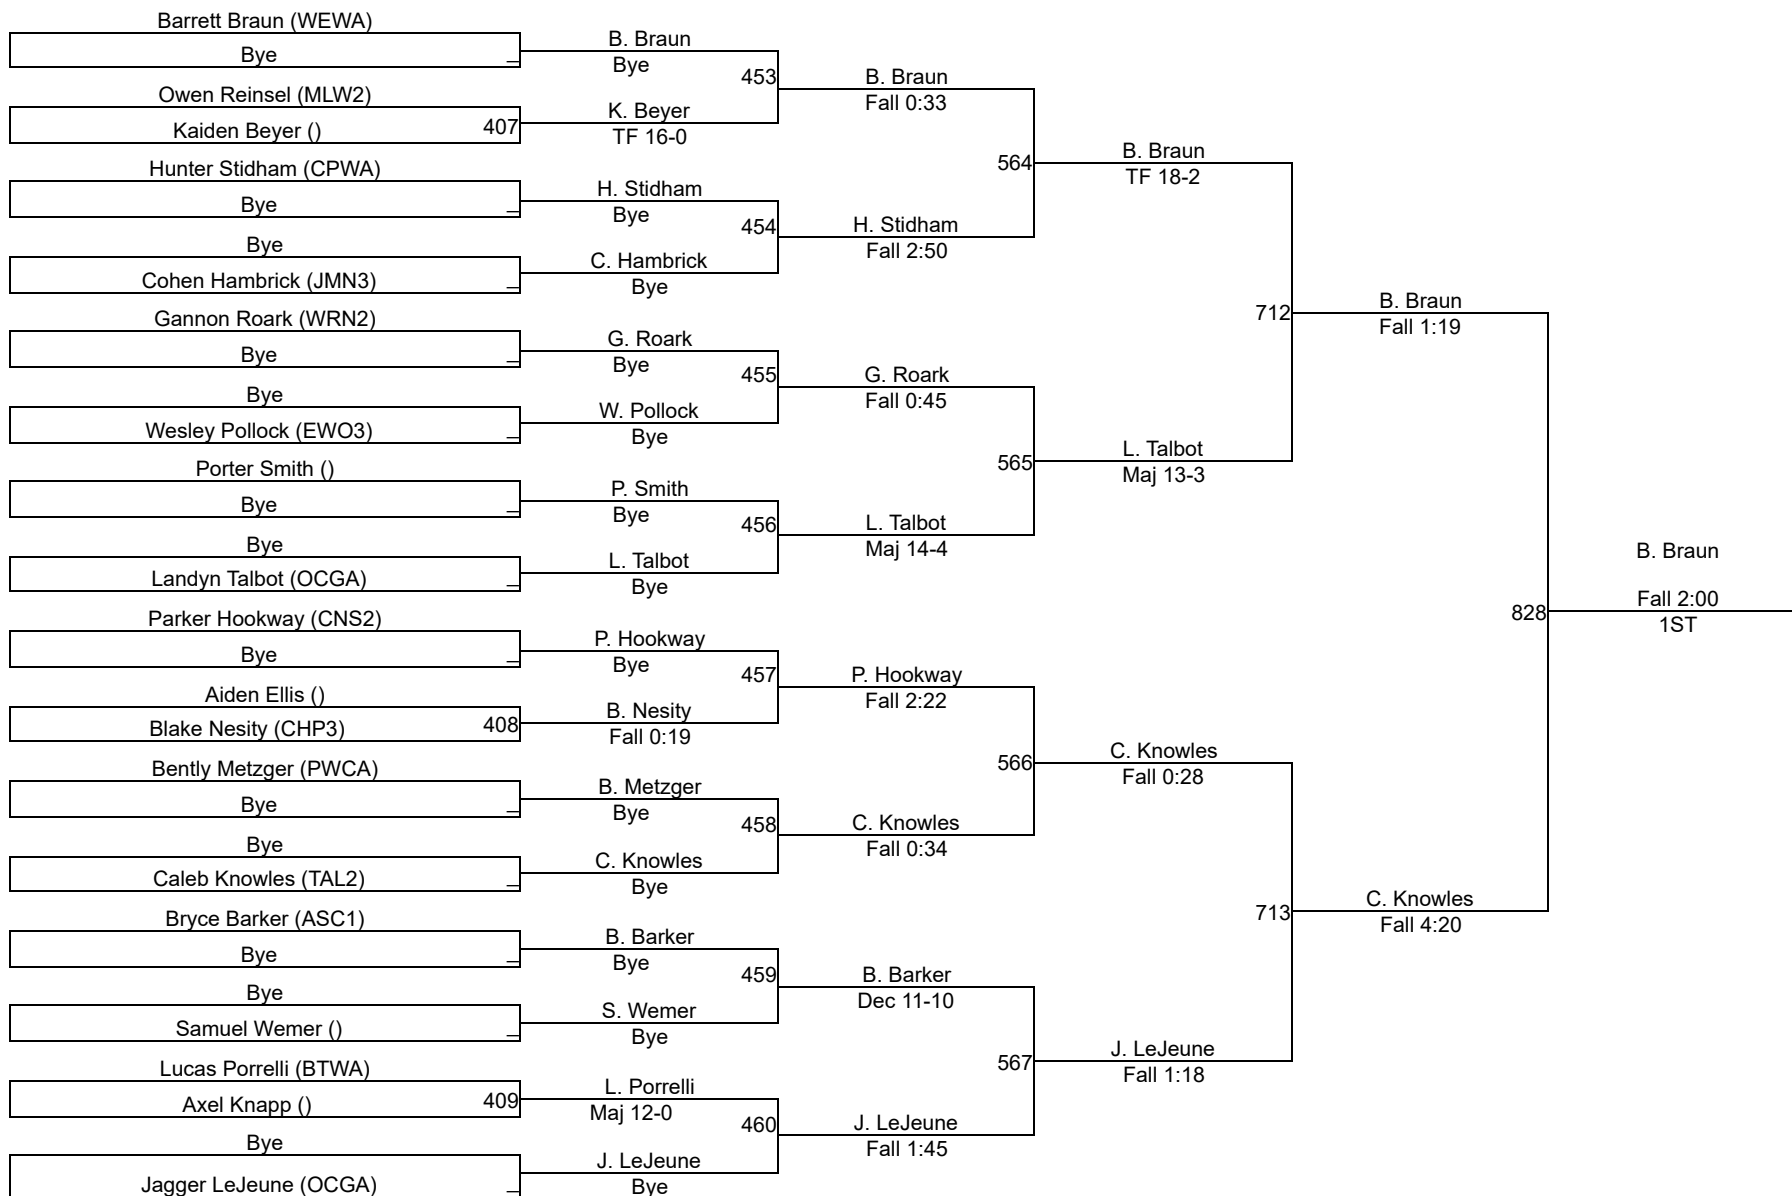 Barrett Braun (WEWA)
Bye
Owen Reinsel (MLW2)
Kaiden Beyer ()
407
Hunter Stidham (CPWA)
Bye
Bye
Cohen Hambrick (JMN3)
Gannon Roark (WRN2)
Bye
Bye
Wesley Pollock (EWO3)
Porter Smith ()
Bye
Bye
Landyn Talbot (OCGA)
Parker Hookway (CNS2)
Bye
Aiden Ellis ()
Blake Nesity (CHP3)
408
Bently Metzger (PWCA)
Bye
Bye
Caleb Knowles (TAL2)
Bryce Barker (ASC1)
Bye
Bye
Samuel Wemer ()
Lucas Porrelli (BTWA)
Axel Knapp ()
409
Bye
Jagger LeJeune (OCGA)
B. Braun
Bye
453
K. Beyer
TF 16-0
H. Stidham
Bye
454
C. Hambrick
Bye
G. Roark
Bye
455
W. Pollock
Bye
P. Smith
Bye
456
L. Talbot
Bye
P. Hookway
Bye
457
B. Nesity
Fall 0:19
B. Metzger
Bye
458
C. Knowles
Bye
B. Barker
Bye
459
S. Wemer
Bye
L. Porrelli
Maj 12-0
460
J. LeJeune
Bye
B. Braun
Fall 0:33
564
H. Stidham
Fall 2:50
G. Roark
Fall 0:45
565
L. Talbot
Maj 14-4
P. Hookway
Fall 2:22
566
C. Knowles
Fall 0:34
B. Barker
Dec 11-10
567
J. LeJeune
Fall 1:45
B. Braun
TF 18-2
712
L. Talbot
Maj 13-3
C. Knowles
Fall 0:28
713
J. LeJeune
Fall 1:18
B. Braun
Fall 1:19
828
C. Knowles
Fall 4:20
B. Braun
Fall 2:00
1ST